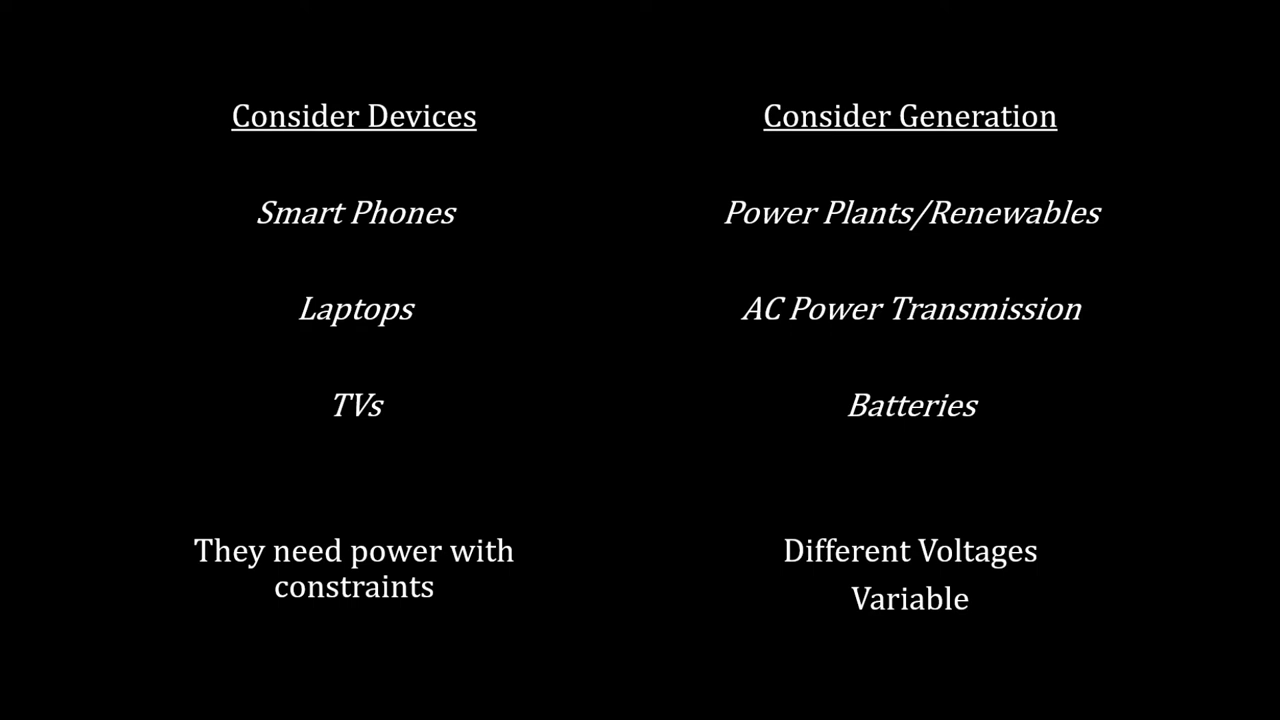 Consider Devices
Smart Phones
Laptops
TVs
They need power with
constraints
Consider Generation
Power Plants/Renewables
AC Power Transmission
Batteries
Different Voltages
Variable